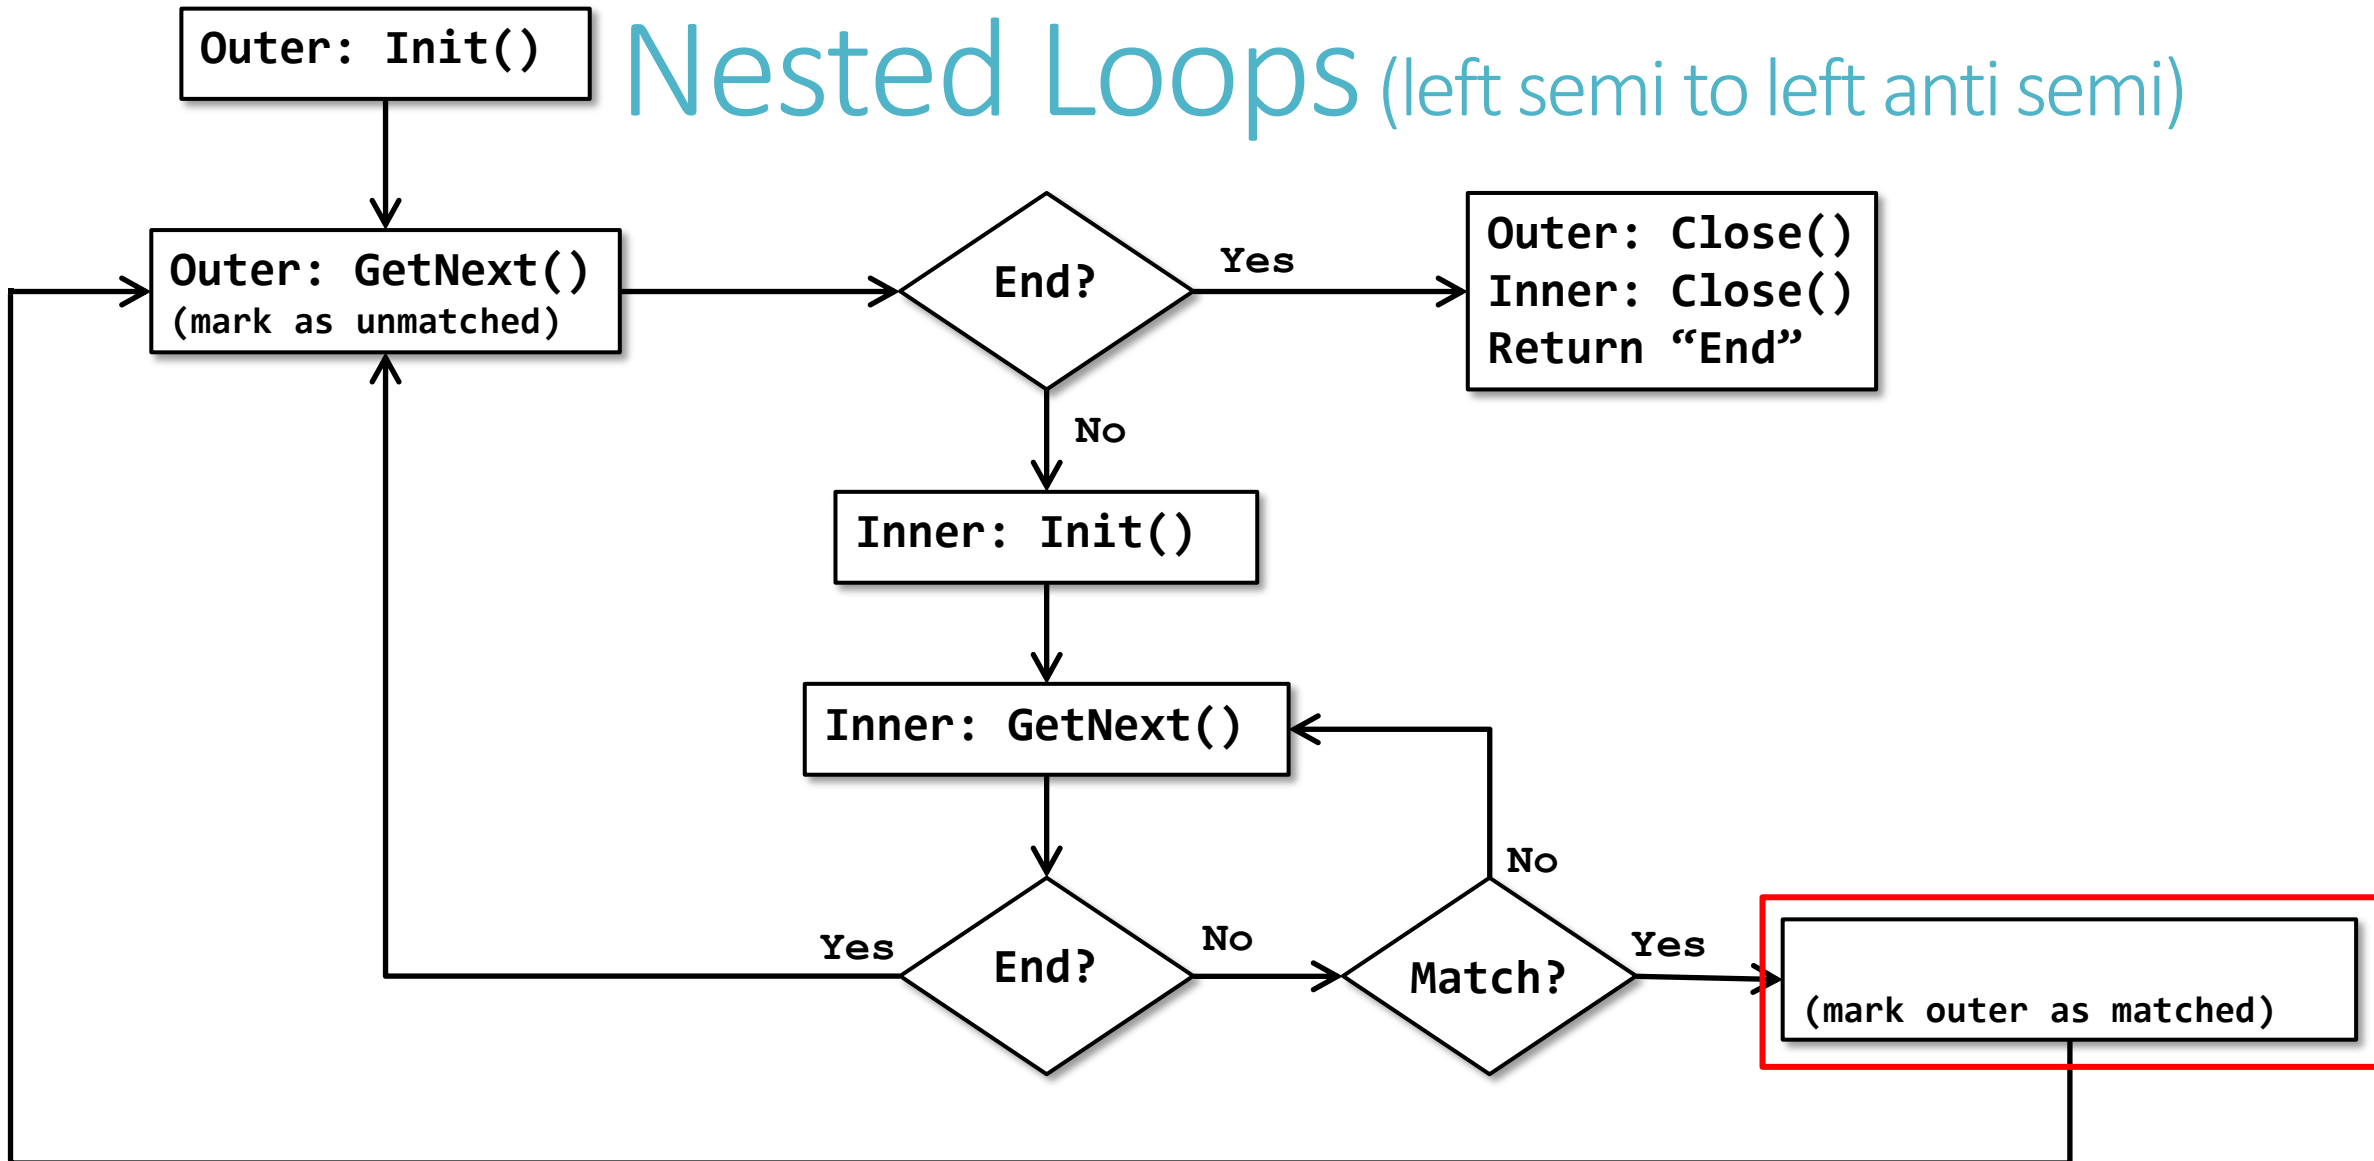 Outer: Init()
Nested Loops (left semi to left anti semi)
Outer: GetNext()
(mark as unmatched)
End?
Yes
Outer: Close()
Inner: Close()
Return “End”
No
Inner: Init()
Inner: GetNext()
No
Yes
End?
No
Match?
Yes
(mark outer as matched)